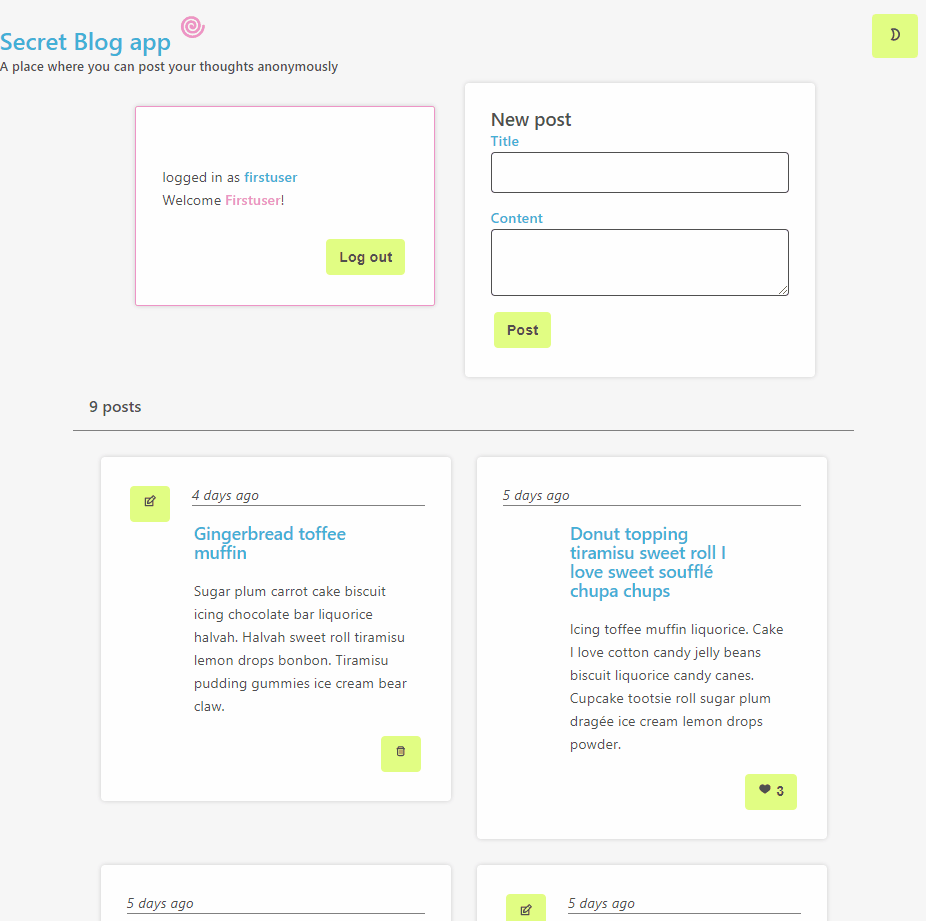 Secret Blog app
A place where you can post your thoughts anonymously
logged in as firstuser
Welcome Firstuser!
Log out
New post
Title
Content
Post
9 posts
4 days ago
Gingerbread toffee
muffin
Sugar plum carrot cake biscuit
icing chocolate bar liquorice
halvah. Halvah sweet roll tiramisu
lemon drops bonbon. Tiramisu
pudding gummies ice cream bear
claw.
5 days ago
Donut topping
tiramisu sweet roll I
love sweet soufflé
chupa chups
Icing toffee muffin liquorice. Cake
I love cotton candy jelly beans
biscuit liquorice candy canes.
Cupcake tootsie roll sugar plum
dragée ice cream lemon drops
powder.
3
5 days ago
5 days ago